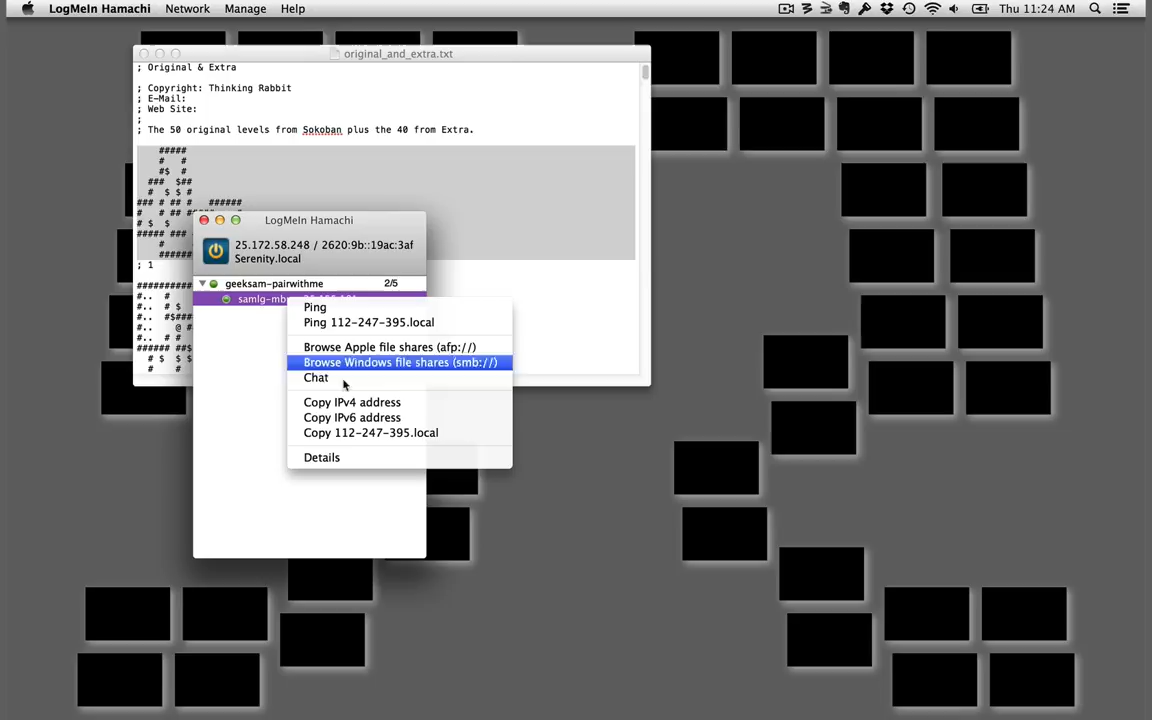 LogMeIn Hamachi Network Manage Help Thu 11:24 AM
original_and_extra.txt
; Original & Extra
; Copyright: Thinking Rabbit
; E-Mail:
; Web Site:
;
; The 50 original levels from Sokoban plus the 40 from Extra.
#####
#   #
#$  #
###  $##
#  $ $ #
### # ##   ######
#   # ##
# $  $
##### ###
#
######
; 1
LogMeIn Hamachi
25.172.58.248 / 2620:9b::19ac:3af
Serenity.local
geeksam-pairwithme 2/5
samlg-mb
Ping
Ping 112-247-395.local
Browse Apple file shares (afp://)
Browse Windows file shares (smb://)
Chat
Copy IPv4 address
Copy IPv6 address
Copy 112-247-395.local
Details
##########
#..  #
#..  # $
#..  #$###
#..    @ #
#..  # #
###### ##$
# $  $
#    #